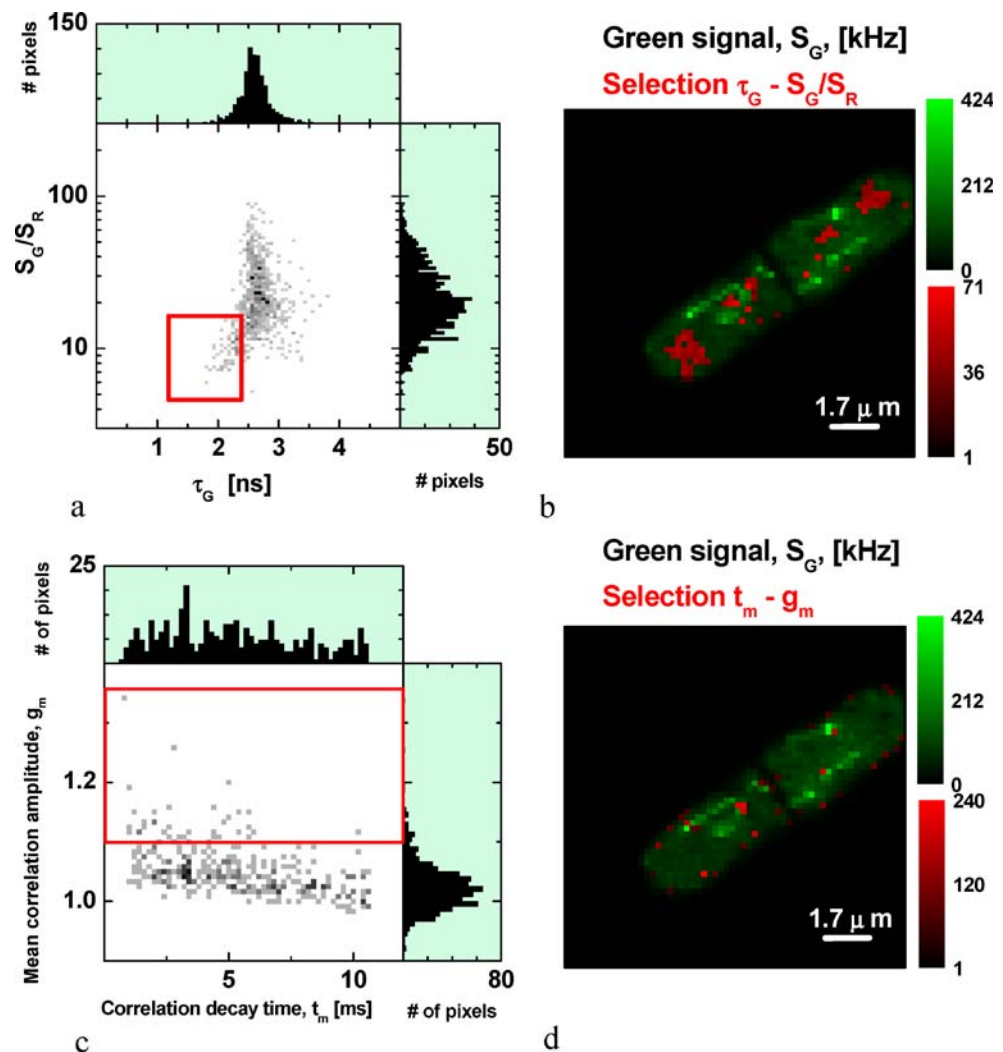 150
# pixels
100
S_G/S_R
10
1 2 3 4
50
τ_G [ns]
# pixels
a
Green signal, S_G, [kHz]
Selection τ_G - S_G/S_R
424
212
0
71
36
1
1.7 μm
b
25
# of pixels
Mean correlation amplitude, g_m
1.2
1.0
5 10
80
Correlation decay time, t_m [ms]
# of pixels
c
Green signal, S_G, [kHz]
Selection t_m - g_m
424
212
0
240
120
1
1.7 μm
d